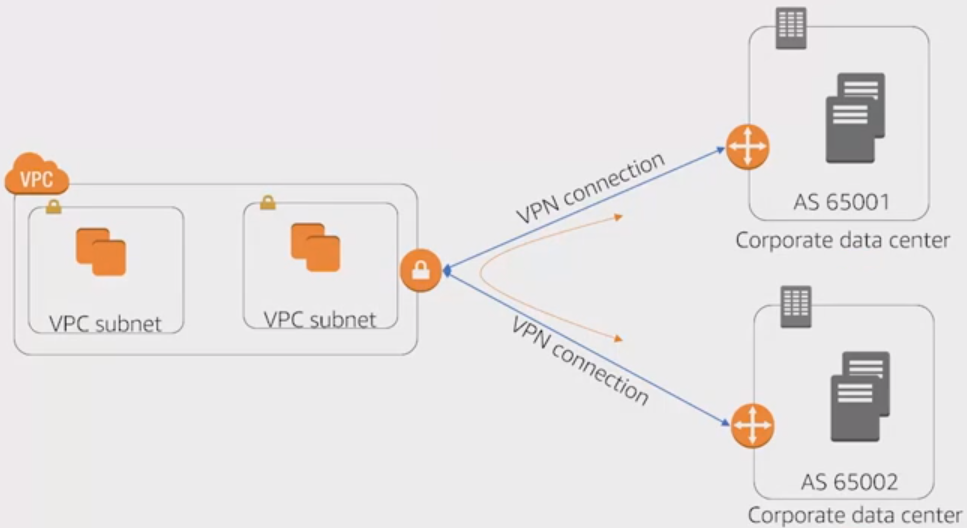 VPC
VPC subnet
VPC subnet
VPN connection
VPN connection
AS 65001
Corporate data center
AS 65002
Corporate data center